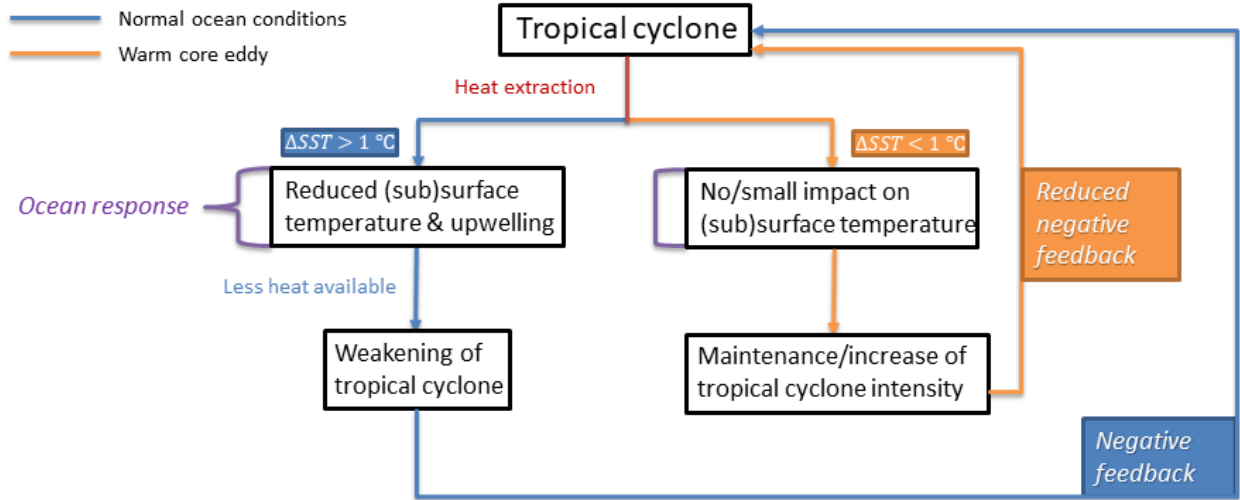 Normal ocean conditions
Warm core eddy
Tropical cyclone
Heat extraction
ΔSST > 1 °C
ΔSST < 1 °C
Ocean response
Reduced (sub)surface
temperature & upwelling
No/small impact on
(sub)surface temperature
Reduced
negative
feedback
Less heat available
Weakening of
tropical cyclone
Maintenance/increase of
tropical cyclone intensity
Negative
feedback